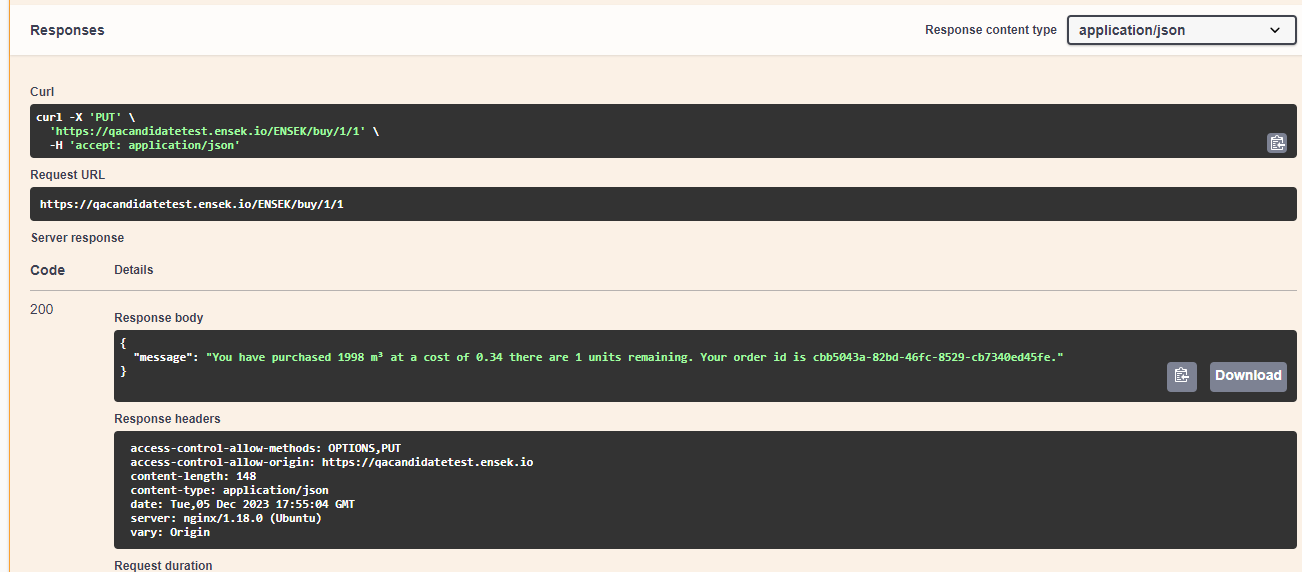 Responses
Response content type
application/json
Curl
curl -X 'PUT' \
'https://qacandidatetest.ensek.io/ENSEK/buy/1/1' \
-H 'accept: application/json'
Request URL
https://qacandidatetest.ensek.io/ENSEK/buy/1/1
Server response
Code Details
200
Response body
{
"message": "You have purchased 1998 m³ at a cost of 0.34 there are 1 units remaining. Your order id is cbb5043a-82bd-46fc-8529-cb7340ed45fe."
}
Download
Response headers
access-control-allow-methods: OPTIONS,PUT
access-control-allow-origin: https://qacandidatetest.ensek.io
content-length: 148
content-type: application/json
date: Tue,05 Dec 2023 17:55:04 GMT
server: nginx/1.18.0 (Ubuntu)
vary: Origin
Request duration